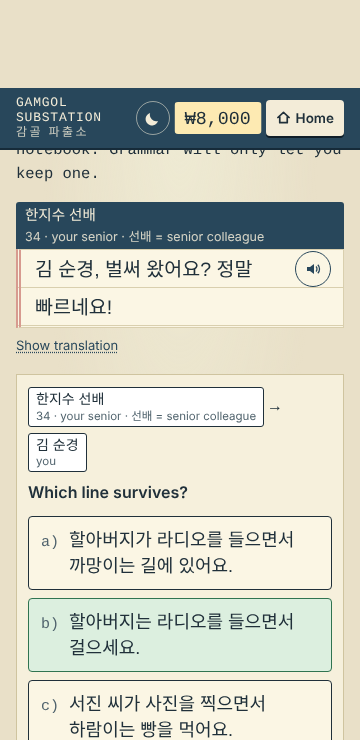 GAMGOL
SUBSTATION
감골 파출소
₩8,000
Home
notebook. Grammar will only let you
keep one.
한지수 선배
34 · your senior · 선배 = senior colleague
김 순경, 벌써 왔어요? 정말
빠르네요!
Show translation
한지수 선배
34 · your senior · 선배 = senior colleague
→
김 순경
you
Which line survives?
a) 할아버지가 라디오를 들으면서
까망이는 길에 있어요.
b) 할아버지는 라디오를 들으면서
걸으세요.
c) 서진 씨가 사진을 찍으면서
하람이는 빵을 먹어요.